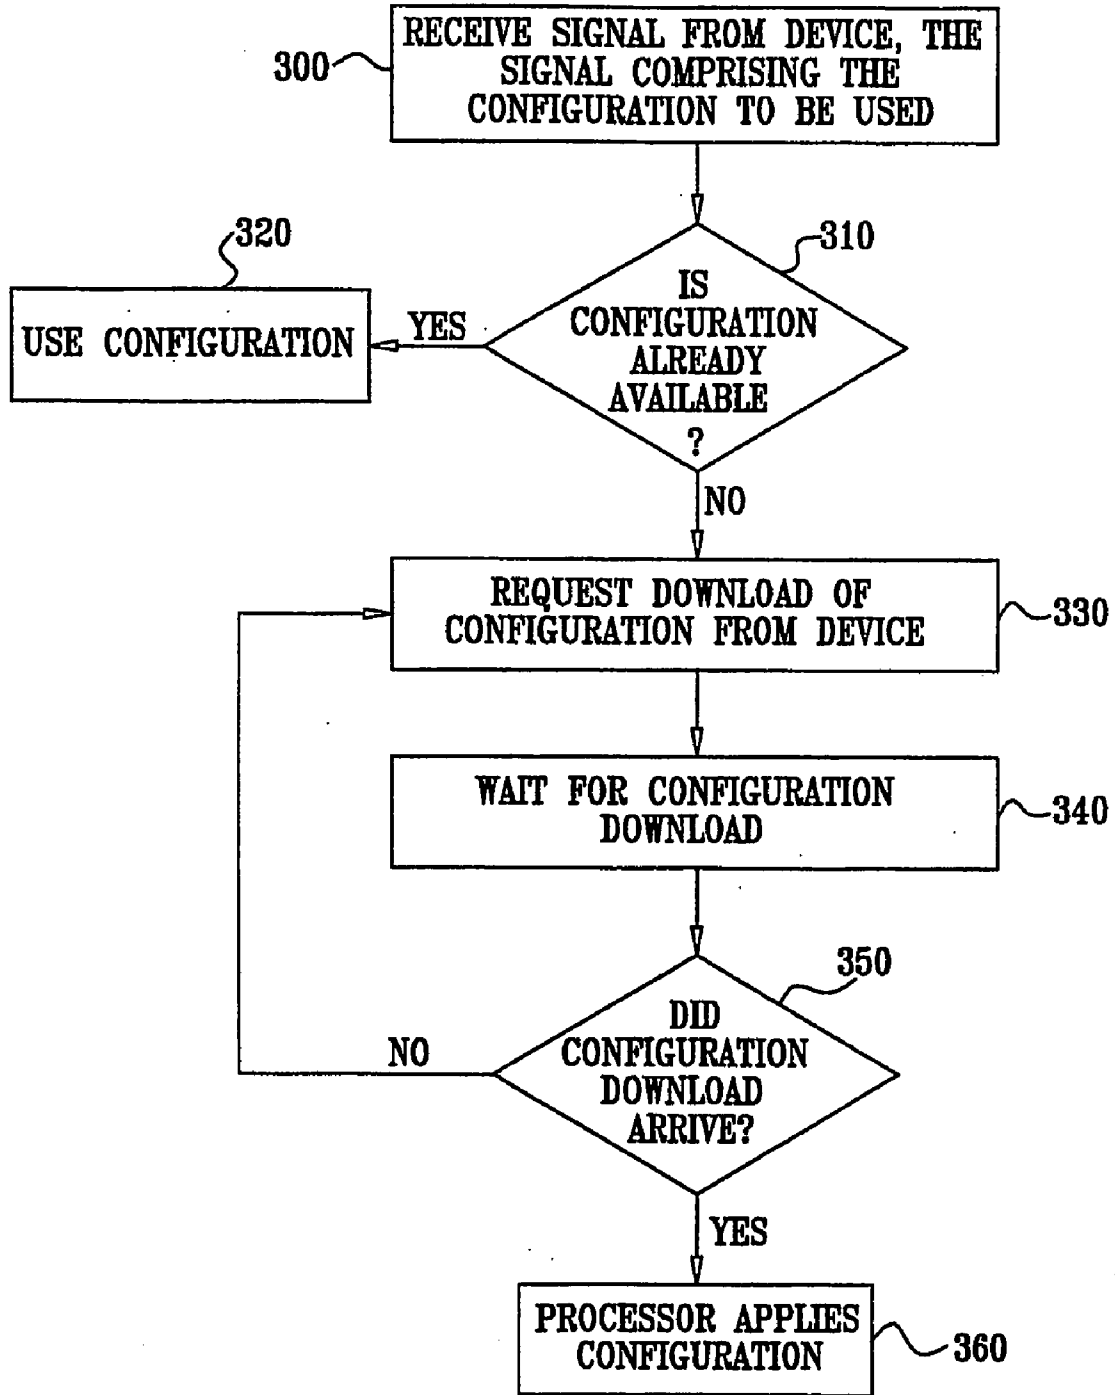 RECEIVE SIGNAL FROM DEVICE, THE
SIGNAL COMPRISING THE
CONFIGURATION TO BE USED
300
310
IS
CONFIGURATION
ALREADY
AVAILABLE
?
320
YES
USE CONFIGURATION
NO
REQUEST DOWNLOAD OF
CONFIGURATION FROM DEVICE
330
WAIT FOR CONFIGURATION
DOWNLOAD
340
350
DID
CONFIGURATION
DOWNLOAD
ARRIVE?
NO
YES
PROCESSOR APPLIES
CONFIGURATION
360